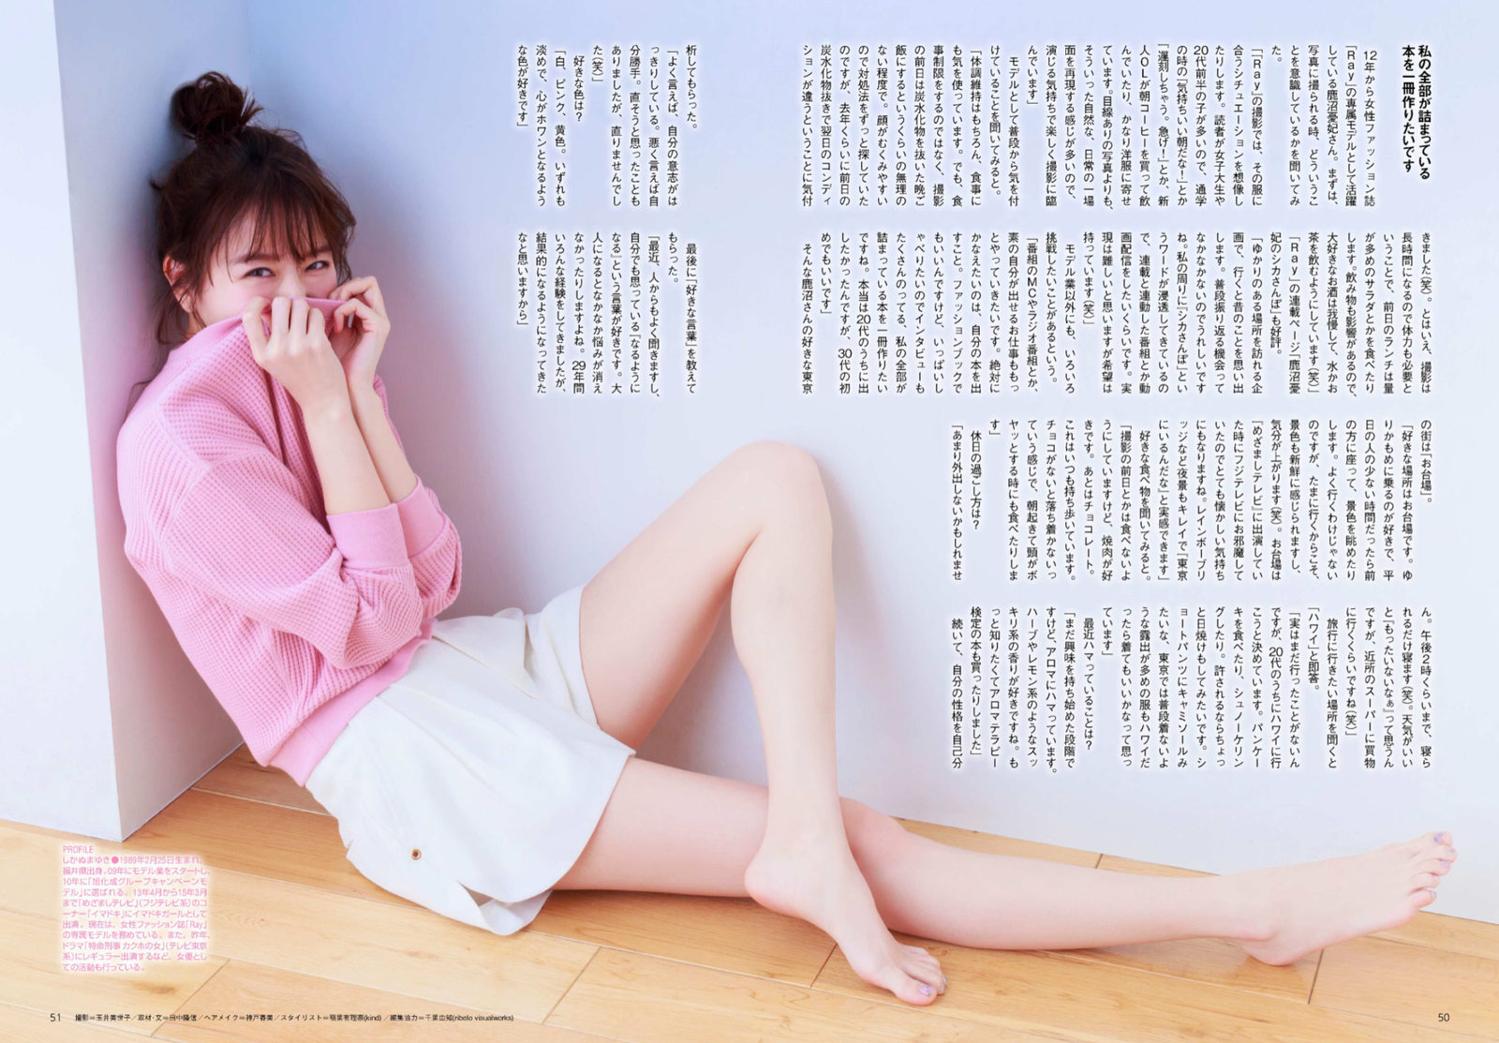 私の全部が詰まっている
本を一冊作りたいです
12年から女性ファッション誌
「Ray」の専属モデルとして活躍
している鹿沼憂妃さん。まずは、
写真に撮られる時、どういうこ
とを意識しているかを聞いてみ
た。
「『Ray』の撮影では、その服に
合うシチュエーションを想像し
たりします。読者が女子大生や
20代前半の子が多いので、通学
の時の『気持ちいい朝だな!』とか
『遅刻しちゃう。急げ!』とか、新
人OLが朝コーヒーを買って飲
んでいたり、かなり洋服に寄せ
ています。目線ありの写真よりも、
そういった自然な、日常の一場
面を再現する感じが多いので、
演じる気持ちで楽しく撮影に臨
んでいます」
モデルとして普段から気を付
けていることを聞いてみると。
「体調維持はもちろん、食事に
も気を使っています。でも、食
事制限をするのではなく、撮影
の前日は炭水化物を抜いた晩ご
飯にするというくらいの無理の
ない程度で。顔がむくみやすい
ので対処法をずっと探していた
のですが、去年くらいに前日の
炭水化物抜きで翌日のコンディ
ションが違うということに気付
きました(笑)。とはいえ、撮影は
長時間になるので体力も必要と
いうことで、前日のランチは量
が多めのサラダとかを食べたり
します。飲み物も影響があるので、
大好きなお酒は我慢して、水かお
茶を飲むようにしています(笑)」
「Ray」の連載ページ「鹿沼憂
妃のシカさんぽ」も好評。
「ゆかりのある場所を訪れる企
画で、行くと昔のことを思い出
します。普段振り返る機会って
なかなかないのでうれしいです
ね。私の周りに『シカさんぽ』とい
うワードが浸透してきているの
で、連載と連動した番組とか動
画配信をしたいくらいです。実
現は難しいと思いますが希望は
持っています(笑)」
モデル業以外にも、いろいろ
挑戦したいことがあるという。
「番組のMCやラジオ番組とか、
素の自分が出せるお仕事ももっ
とやっていきたいです。絶対に
かなえたいのは、自分の本を出
すこと。ファッションブックで
もいいんですけど、いっぱいし
ゃべりたいのでインタビューも
たくさんのってる、私の全部が
詰まっている本を一冊作りたい
ですね。本当は20代のうちに出
したかったんですが、30代の初
めでもいいです」
そんな鹿沼さんの好きな東京
の街は「お台場」。
「好きな場所はお台場です。ゆ
りかもめに乗るのが好きで、平
日の人の少ない時間だったら前
の方に座って、景色を眺めたり
します。よく行くわけじゃない
のですが、たまに行くからこそ、
景色も新鮮に感じられますし、
気分が上がります(笑)。お台場は
『めざましテレビ』に出演してい
た時にフジテレビにお邪魔して
いたのでとても懐かしい気持ち
にもなりますね。レインボーブリ
ッジなど夜景もキレイで『東京
にいるんだな』と実感できます」
好きな食べ物を聞いてみると。
「撮影の前日とかは食べないよ
うにしていますけど、焼肉が好
きです。あとはチョコレート。
これはいつも持ち歩いています。
チョコがないと落ち着かないっ
ていう感じで、朝起きて頭がボ
ヤッとする時にも食べたりしま
す」
休日の過ごし方は?
「あまり外出しないかもしれませ
ん。午後2時くらいまで、寝ら
れるだけ寝ます(笑)。天気がいい
と『もったいないなぁ』って思うん
ですが、近所のスーパーに買物
に行くくらいですね(笑)」
旅行に行きたい場所を聞くと
「ハワイ」と即答。
「実はまだ行ったことがないん
ですが、20代のうちにハワイに行
こうと決めています。パンケー
キを食べたり、シュノーケリン
グしたり。許されるならちょっ
と日焼けもしてみたいです。シ
ョートパンツにキャミソールみ
たいな、東京では普段着ないよ
うな露出が多めの服もハワイだ
ったら着てもいいかなって思っ
ています」
最近ハマっていることは?
「まだ興味を持ち始めた段階で
すけど、アロマにハマっています。
ハーブやレモン系のようなスッ
キリ系の香りが好きですね。も
っと知りたくてアロマテラピー
検定の本も買ったりしました」
続いて、自分の性格を自己分
析してもらった。
「よく言えば、自分の意志がは
っきりしている。悪く言えば自
分勝手。直そうと思ったことも
ありましたが、直りませんでし
た(笑)」
好きな色は?
「白、ピンク、黄色。いずれも
淡めで、心がホワンとなるよう
な色が好きです」
最後に「好きな言葉」を教えて
もらった。
「最近、人からもよく聞きますし、
自分でも思っている『なるように
なる』という言葉が好きです。大
人になるとなかなか悩みが消え
なかったりしますよね。29年間
いろんな経験をしてきましたが、
結果的になるようになってきた
なと思いますから」
PROFILE
しかぬまゆき●1989年2月25日生まれ、
福井県出身。09年にモデル業をスタートし、
10年に「旭化成グループキャンペーンモ
デル」に選ばれる。13年4月から15年3月
まで「めざましテレビ」(フジテレビ系)のコ
ーナー「イマドキ」にイマドキガールとして
出演。現在は、女性ファッション誌「Ray」
の専属モデルを務めている。また、昨年、
ドラマ「特命刑事 カクホの女」(テレビ東京
系)にレギュラー出演するなど、女優とし
ての活動も行っている。
51
撮影=玉井美世子/取材・文=田中隆信/ヘアメイク=神戸春美/スタイリスト=稲葉有理奈(kind)/編集協力=千葉由知(ribelo visualworks)
50